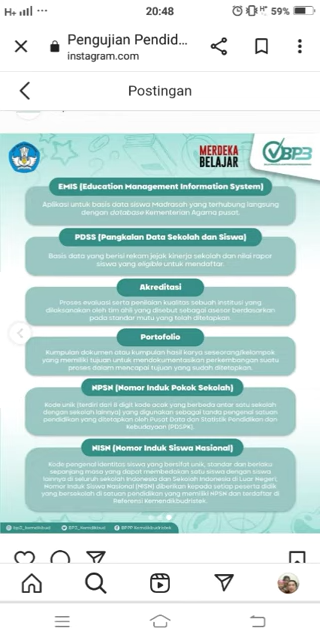 H+
20:48
59%
Pengujian Pendid...
instagram.com
Postingan
MERDEKA
BELAJAR
BP3
EMIS (Education Management Information System)
Aplikasi untuk basis data siswa Madrasah yang terhubung langsung
dengan database Kementerian Agama pusat.
PDSS (Pangkalan Data Sekolah dan Siswa)
Basis data yang berisi rekam jejak kinerja sekolah dan nilai rapor
siswa yang eligible untuk mendaftar.
Akreditasi
Proses evaluasi serta penilaian kualitas sebuah institusi yang
dilaksanakan oleh tim ahli yang disebut sebagai asesor berdasarkan
pada standar mutu yang telah ditetapkan.
Portofolio
Kumpulan dokumen atau kumpulan hasil karya seseorang/kelompok
yang memiliki tujuan untuk mendokumentasikan perkembangan suatu
proses dalam mencapai tujuan yang sudah ditetapkan.
NPSN (Nomor Induk Pokok Sekolah)
Kode unik (terdiri dari 8 digit kode acak yang berbeda antar satu sekolah
dengan sekolah lainnya) yang digunakan sebagai tanda pengenal satuan
pendidikan yang ditetapkan oleh Pusat Data dan Statistik Pendidikan dan
Kebudayaan (PDSPK).
NISN (Nomor Induk Siswa Nasional)
Kode pengenal identitas siswa yang bersifat unik, standar dan berlaku
sepanjang masa yang dapat membedakan satu siswa dengan siswa
lainnya di seluruh sekolah Indonesia dan Sekolah Indonesia di Luar Negeri;
Nomor Induk Siswa Nasional (NISN) diberikan kepada setiap peserta didik
yang bersekolah di satuan pendidikan yang memiliki NPSN dan terdaftar di
Referensi Kemendikbudristek.